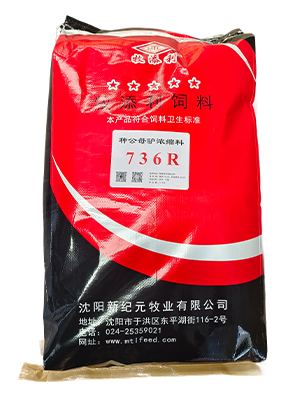 牧添利
★★★★★
添利饲料
本产品符合饲料卫生标准
种公母驴浓缩料
736R
沈阳新纪元牧业有限公司
地址:沈阳市于洪区东平湖街116-2号
电话:024-25359021
网址:www.mtlfeed.com